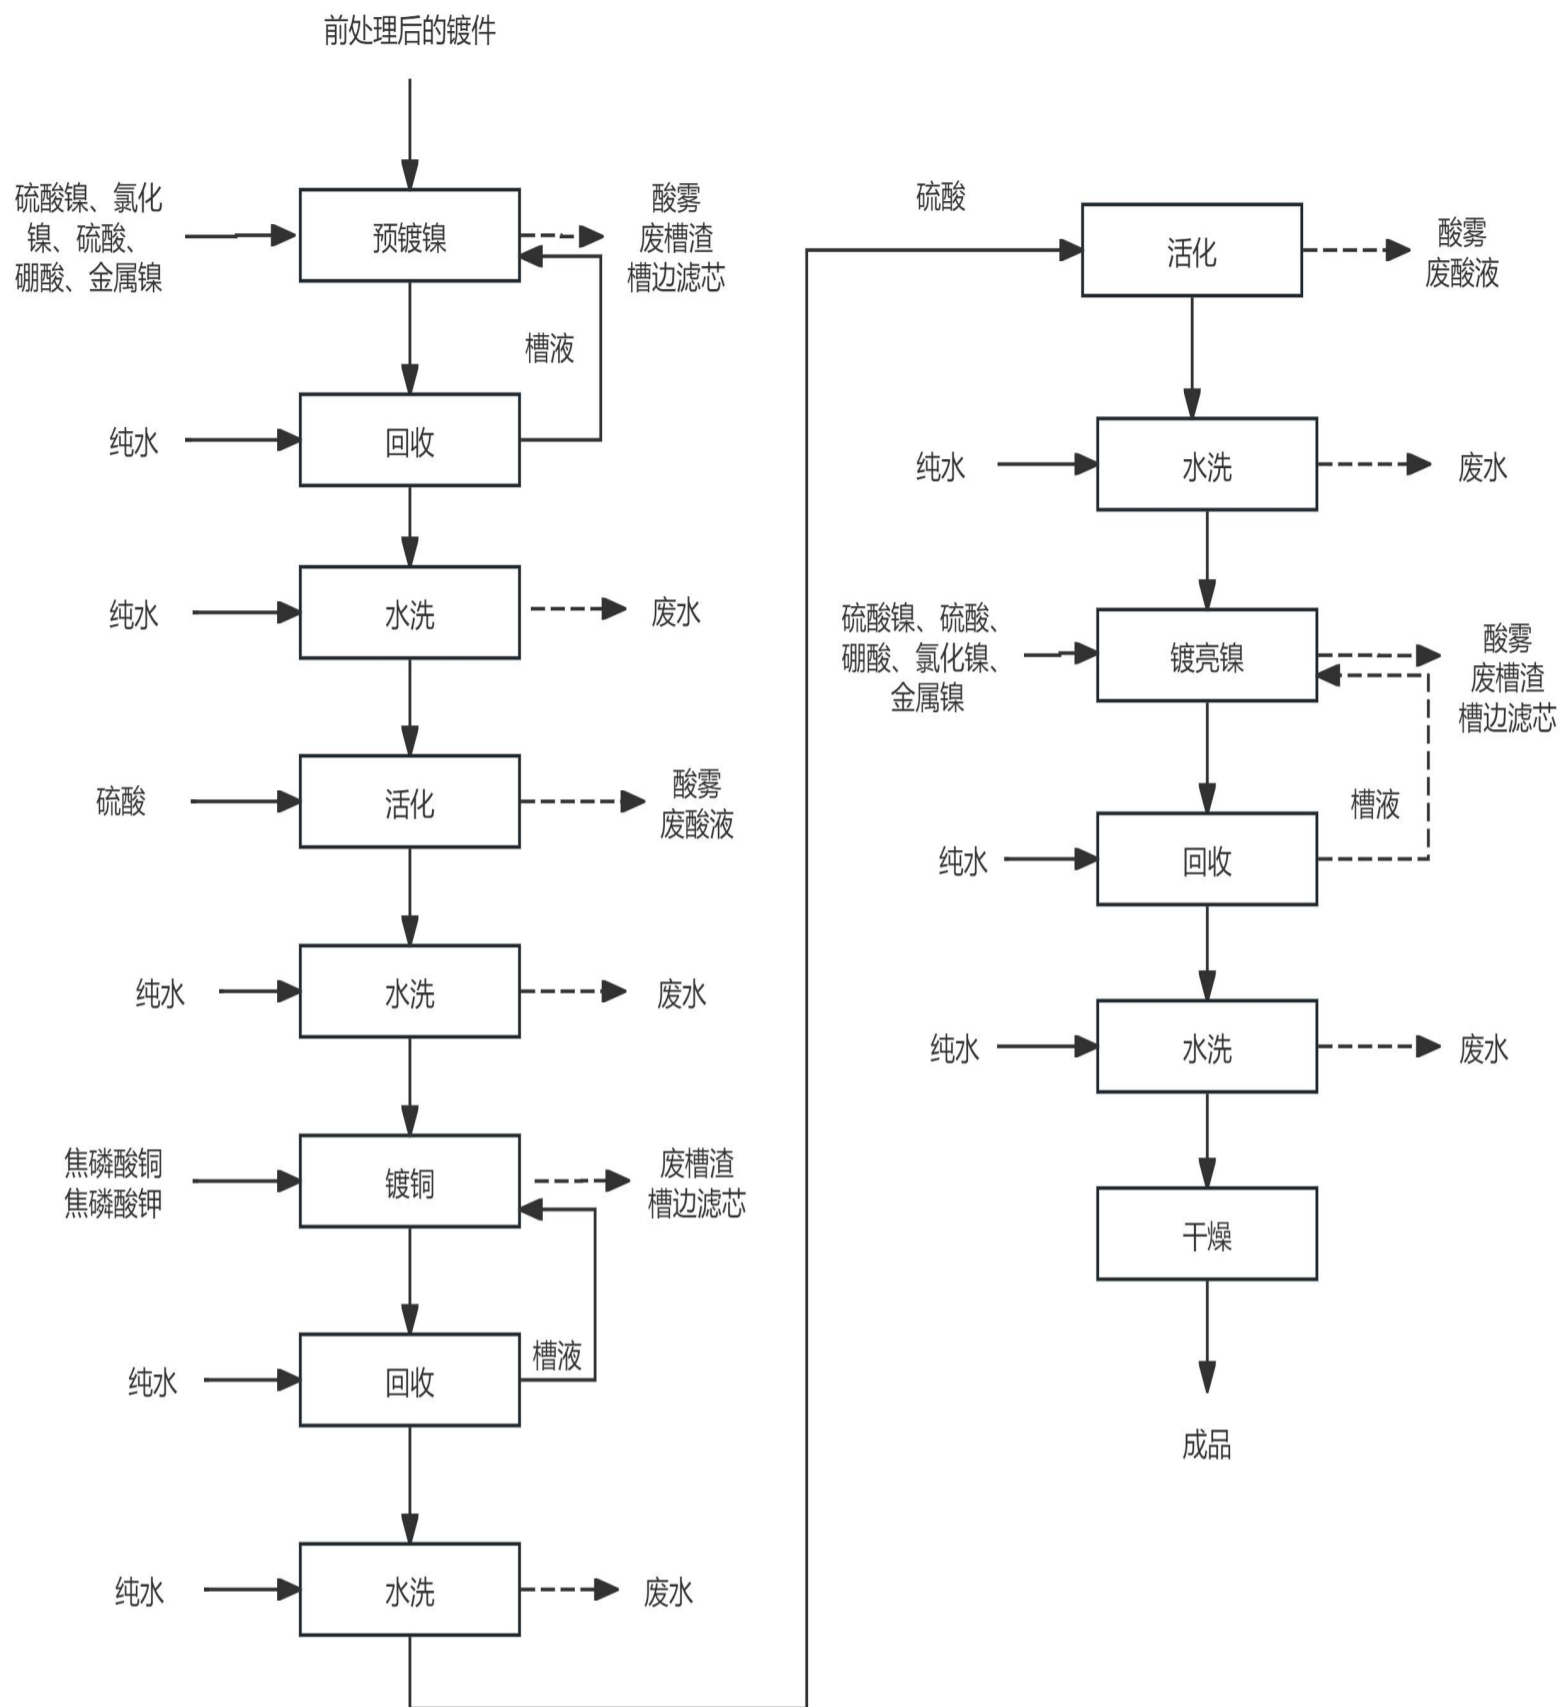 前处理后的镀件
硫酸镍、氯化
镍、硫酸、
硼酸、金属镍
预镀镍
酸雾
废槽渣
槽边滤芯
槽液
纯水
回收
纯水
水洗
废水
硫酸
活化
酸雾
废酸液
纯水
水洗
废水
焦磷酸铜
焦磷酸钾
镀铜
废槽渣
槽边滤芯
槽液
纯水
回收
纯水
水洗
废水
硫酸
活化
酸雾
废酸液
纯水
水洗
废水
硫酸镍、硫酸、
硼酸、氯化镍、
金属镍
镀亮镍
酸雾
废槽渣
槽边滤芯
槽液
纯水
回收
纯水
水洗
废水
干燥
成品